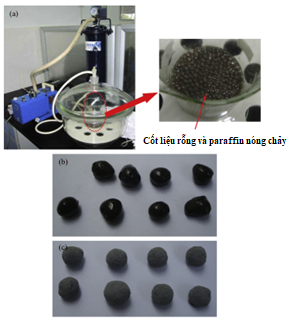 (a)
Cốt liệu rỗng và paraffin nóng chảy
(b)
(c)